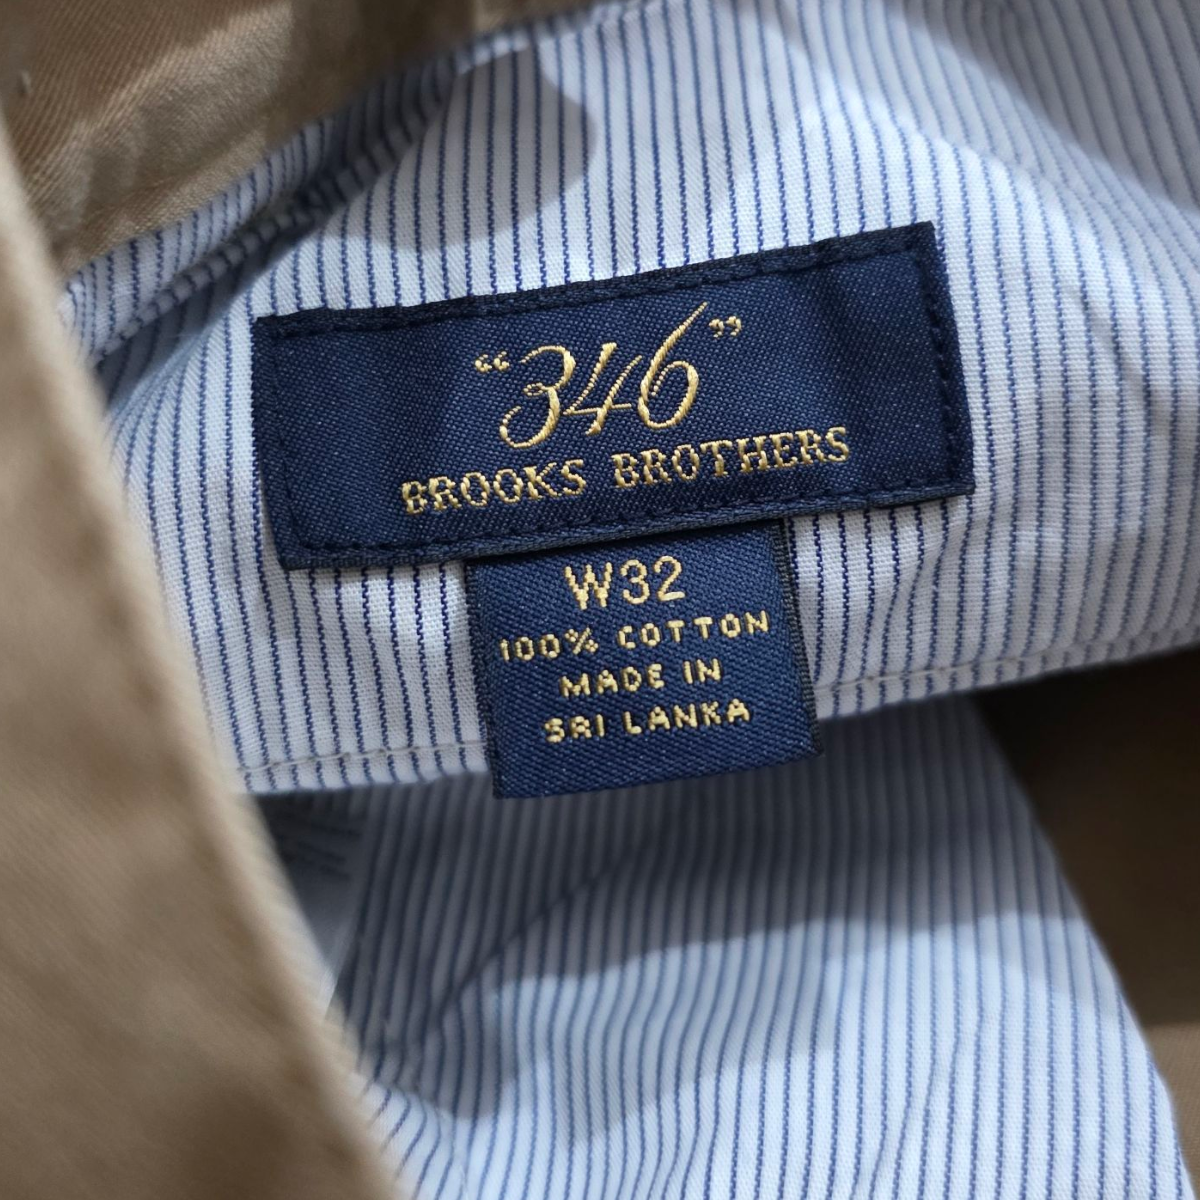 “346”
BROOKS BROTHERS
W32
100% COTTON
MADE IN
SRI LANKA